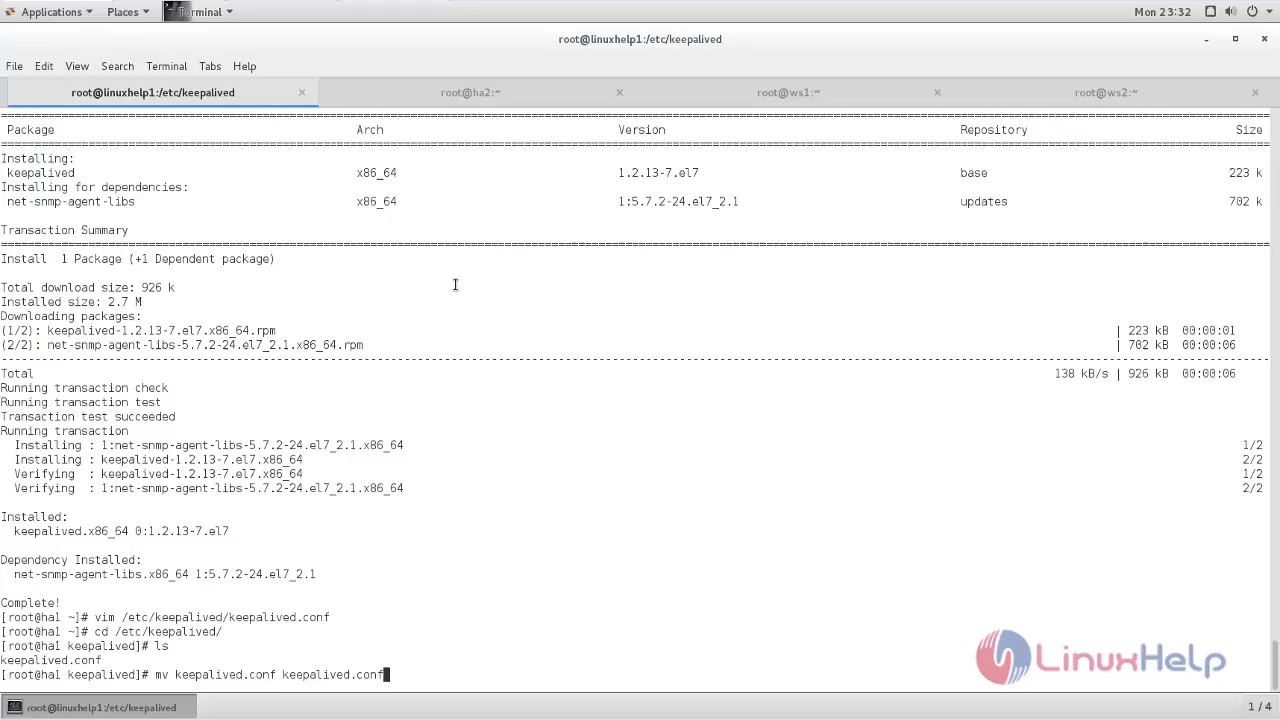 Applications Places Terminal Mon 23:32
root@linuxhelp1:/etc/keepalived
File Edit View Search Terminal Tabs Help
root@linuxhelp1:/etc/keepalived × root@ha2:~ × root@ws1:~ × root@ws2:~ ×
Package Arch Version Repository Size
Installing:
keepalived x86_64 1.2.13-7.el7 base 223 k
Installing for dependencies:
net-snmp-agent-libs x86_64 1:5.7.2-24.el7_2.1 updates 702 k
Transaction Summary
Install 1 Package (+1 Dependent package)
Total download size: 926 k
Installed size: 2.7 M
Downloading packages:
(1/2): keepalived-1.2.13-7.el7.x86_64.rpm | 223 kB 00:00:01
(2/2): net-snmp-agent-libs-5.7.2-24.el7_2.1.x86_64.rpm | 702 kB 00:00:06
Total 138 kB/s | 926 kB 00:00:06
Running transaction check
Running transaction test
Transaction test succeeded
Running transaction
Installing : 1:net-snmp-agent-libs-5.7.2-24.el7_2.1.x86_64 1/2
Installing : keepalived-1.2.13-7.el7.x86_64 2/2
Verifying : keepalived-1.2.13-7.el7.x86_64 1/2
Verifying : 1:net-snmp-agent-libs-5.7.2-24.el7_2.1.x86_64 2/2
Installed:
keepalived.x86_64 0:1.2.13-7.el7
Dependency Installed:
net-snmp-agent-libs.x86_64 1:5.7.2-24.el7_2.1
Complete!
[root@ha1 ~]# vim /etc/keepalived/keepalived.conf
[root@ha1 ~]# cd /etc/keepalived/
[root@ha1 keepalived]# ls
keepalived.conf
[root@ha1 keepalived]# mv keepalived.conf keepalived.conf
LinuxHelp
root@linuxhelp1:/etc/keepalived 1 / 4